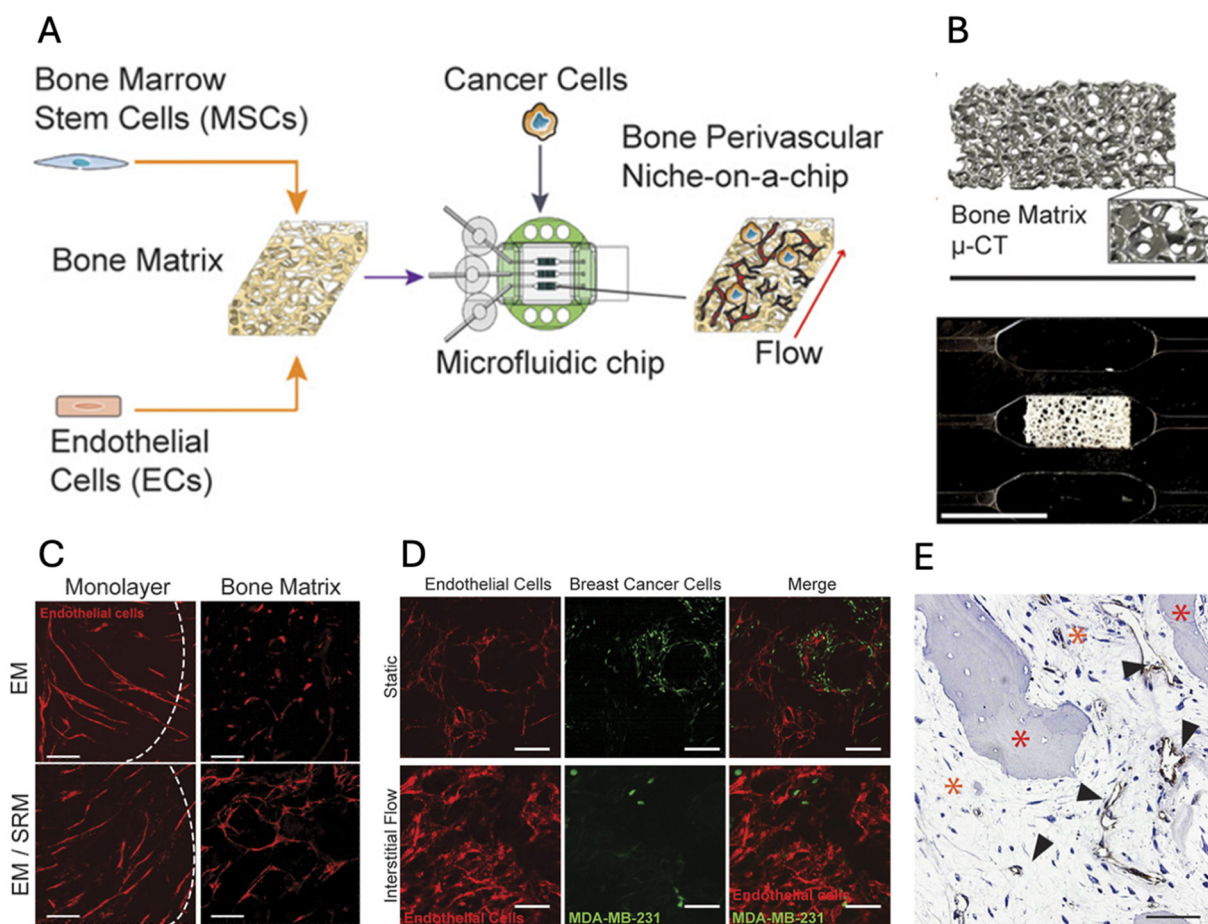 A
Bone Marrow
Stem Cells (MSCs)
Cancer Cells
Bone Perivascular
Niche-on-a-chip
Bone Matrix
Microfluidic chip
Flow
Endothelial
Cells (ECs)
B
Bone Matrix
μ-CT
C
Monolayer
Bone Matrix
EM
Endothelial cells
EM / SRM
D
Endothelial Cells
Breast Cancer Cells
Merge
Static
Interstitial Flow
Endothelial Cells
MDA-MB-231
Endothelial cells
MDA-MB-231
E
*
*
*
*